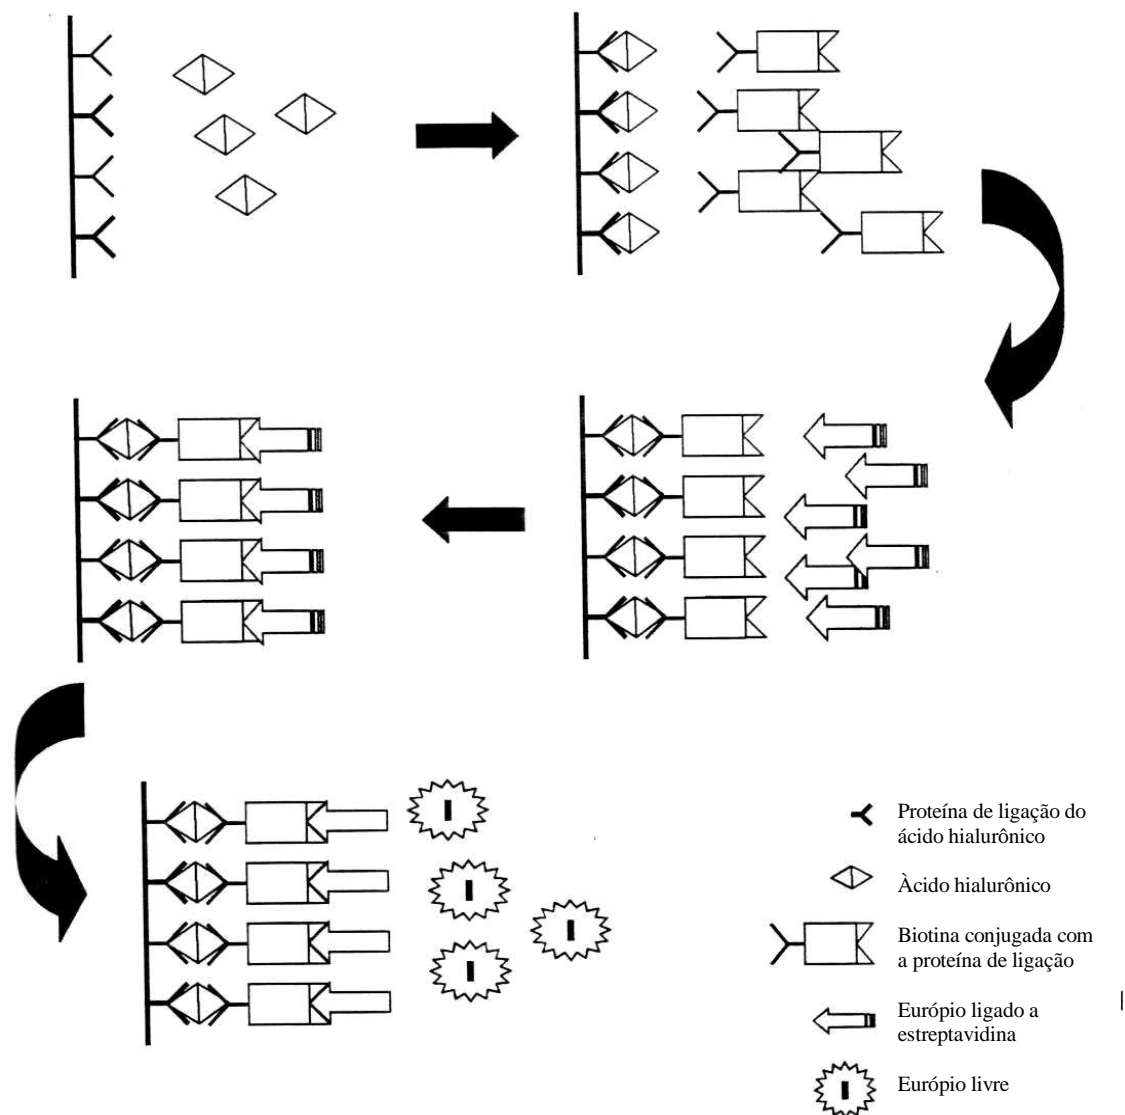 Proteína de ligação do
ácido hialurônico
Àcido hialurônico
Biotina conjugada com
a proteína de ligação
Európio ligado a
estreptavidina
Európio livre